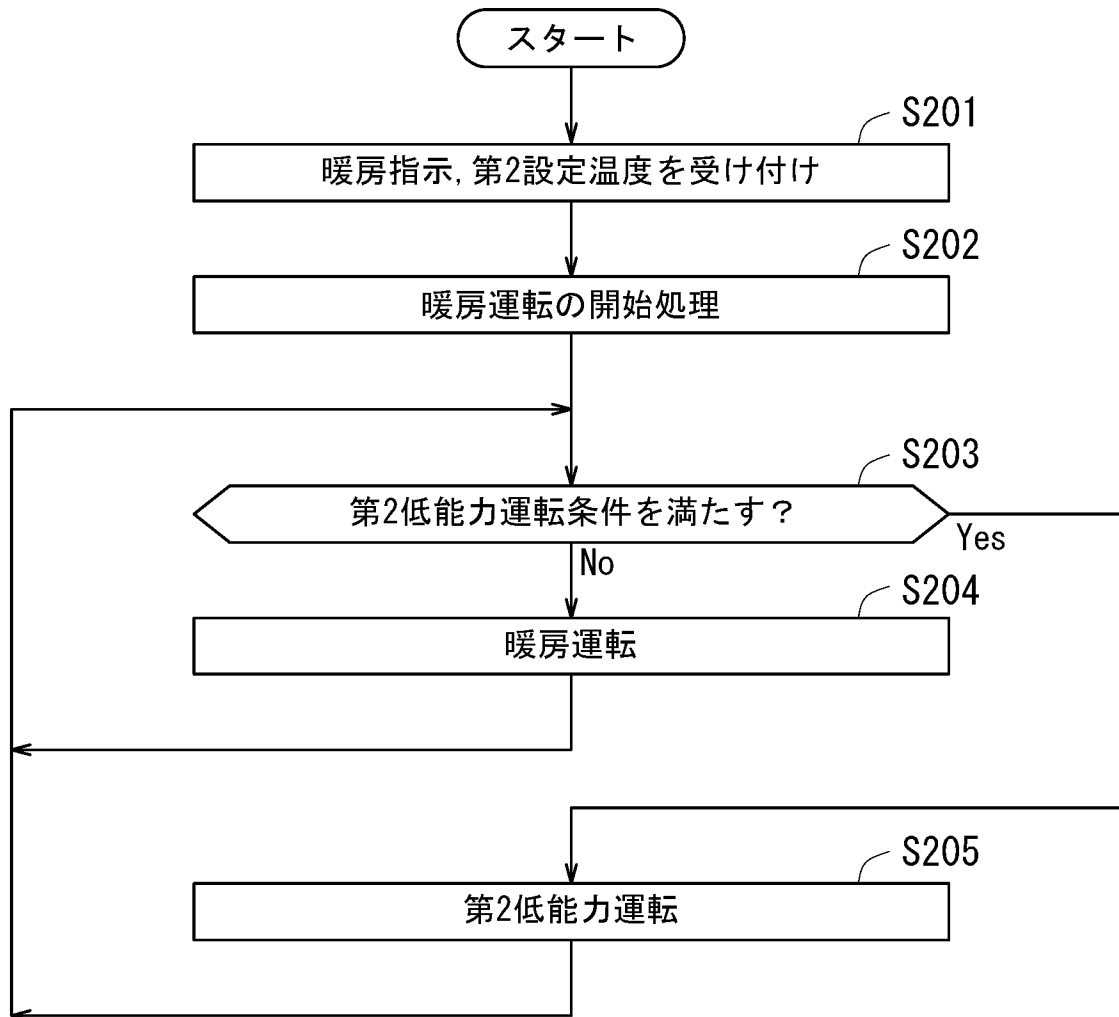 スタート
S201
暖房指示,第2設定温度を受け付け
S202
暖房運転の開始処理
S203
第2低能力運転条件を満たす？
Yes
No
S204
暖房運転
S205
第2低能力運転